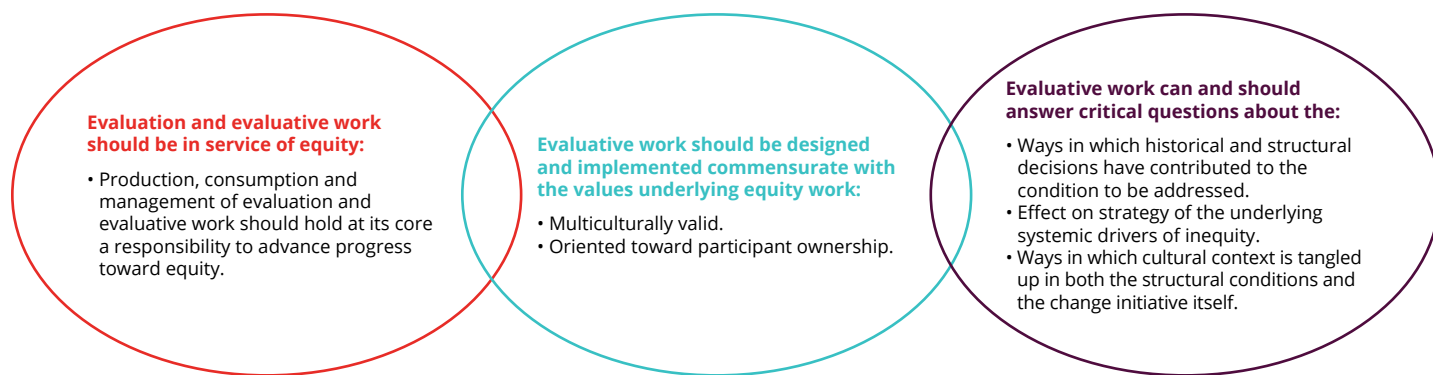 Evaluation and evaluative work
should be in service of equity:
• Production, consumption and
management of evaluation and
evaluative work should hold at its core
a responsibility to advance progress
toward equity.
Evaluative work should be designed
and implemented commensurate with
the values underlying equity work:
• Multiculturally valid.
• Oriented toward participant ownership.
Evaluative work can and should
answer critical questions about the:
• Ways in which historical and structural
decisions have contributed to the
condition to be addressed.
• Effect on strategy of the underlying
systemic drivers of inequity.
• Ways in which cultural context is tangled
up in both the structural conditions and
the change initiative itself.